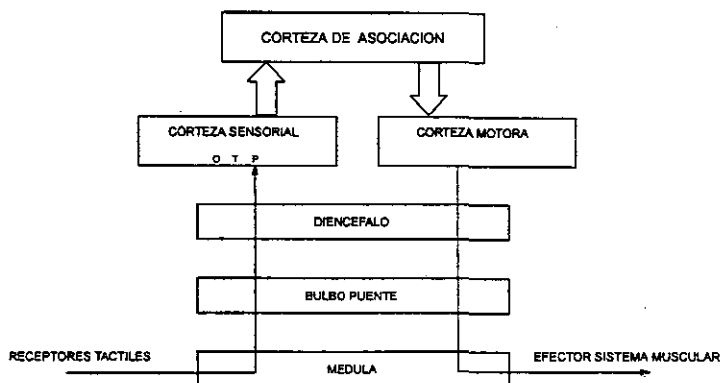 CORTEZA DE ASOCIACION
CORTEZA SENSORIAL
O T P
CORTEZA MOTORA
DIENCEFALO
BULBO PUENTE
RECEPTORES TACTILES
MEDULA
EFECTOR SISTEMA MUSCULAR